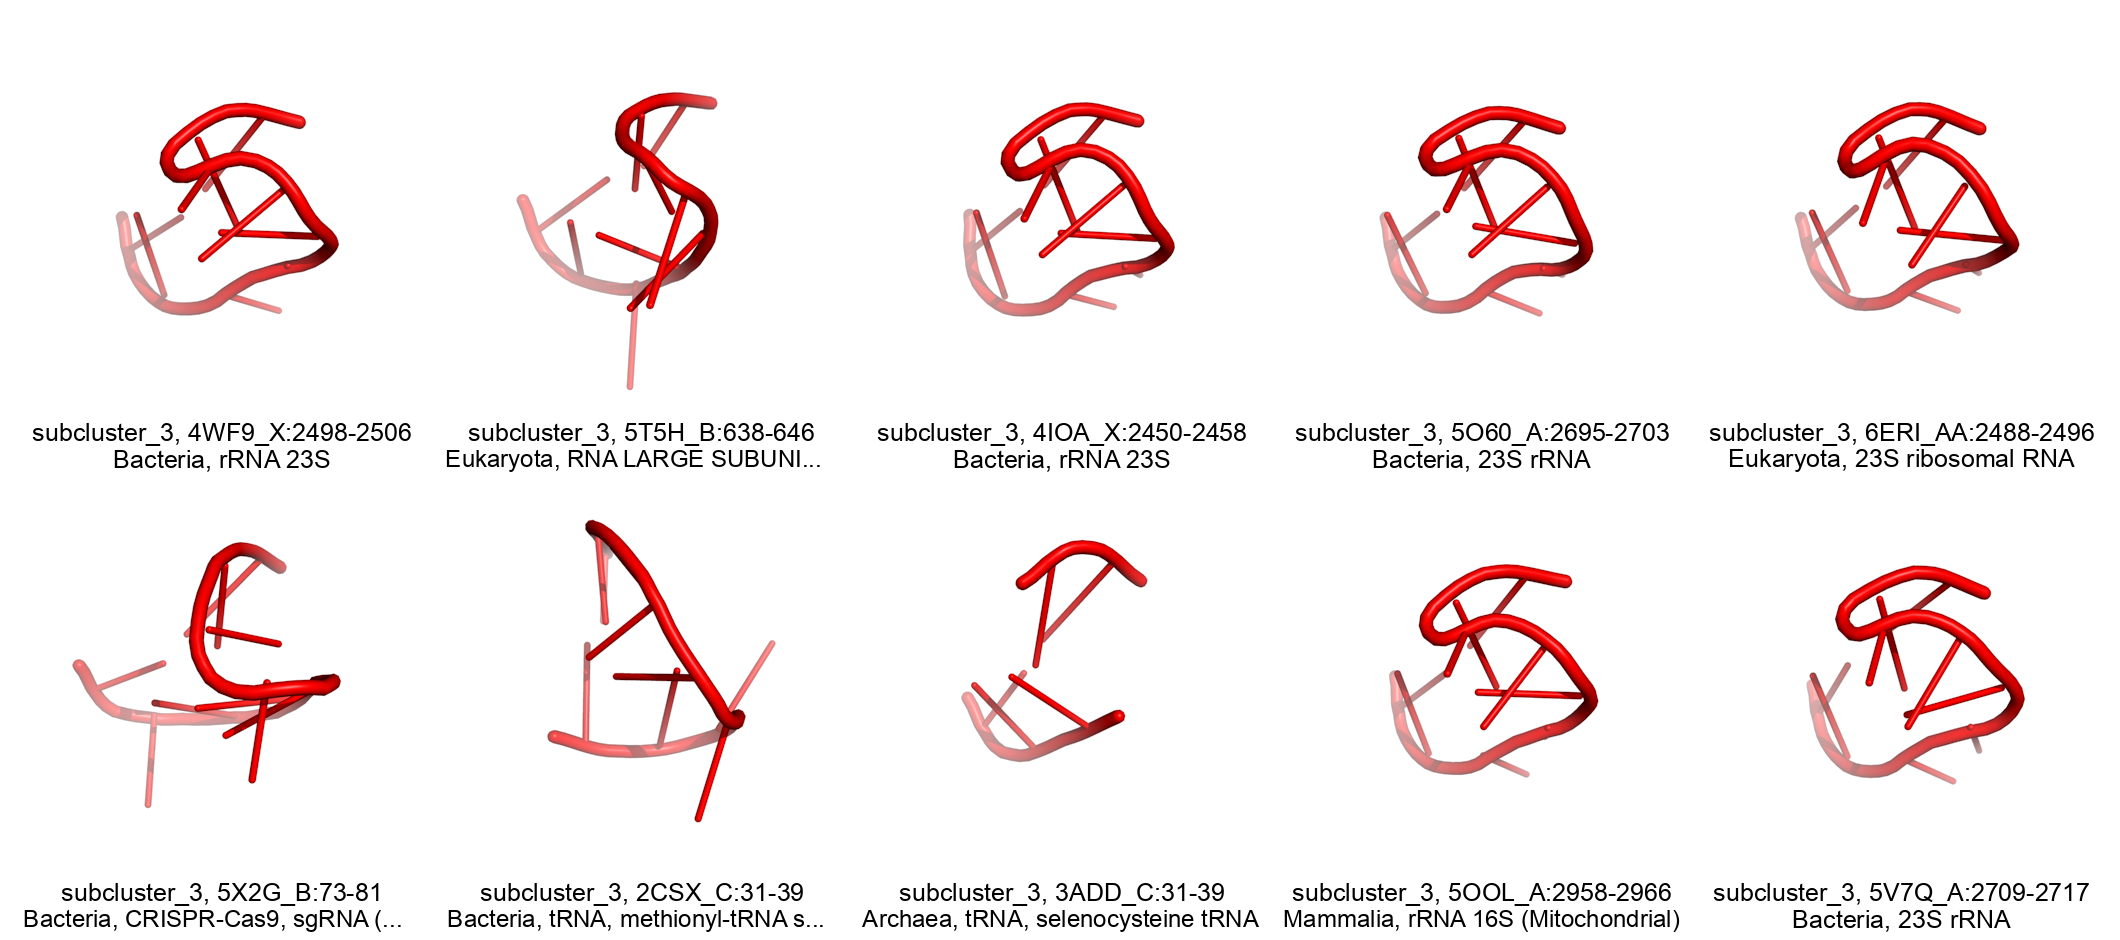 subcluster_3, 4WF9_X:2498-2506
Bacteria, rRNA 23S
subcluster_3, 5T5H_B:638-646
Eukaryota, RNA LARGE SUBUNI...
subcluster_3, 4IOA_X:2450-2458
Bacteria, rRNA 23S
subcluster_3, 5O60_A:2695-2703
Bacteria, 23S rRNA
subcluster_3, 6ERI_AA:2488-2496
Eukaryota, 23S ribosomal RNA
subcluster_3, 5X2G_B:73-81
Bacteria, CRISPR-Cas9, sgRNA (...
subcluster_3, 2CSX_C:31-39
Bacteria, tRNA, methionyl-tRNA s...
subcluster_3, 3ADD_C:31-39
Archaea, tRNA, selenocysteine tRNA
subcluster_3, 5OOL_A:2958-2966
Mammalia, rRNA 16S (Mitochondrial)
subcluster_3, 5V7Q_A:2709-2717
Bacteria, 23S rRNA